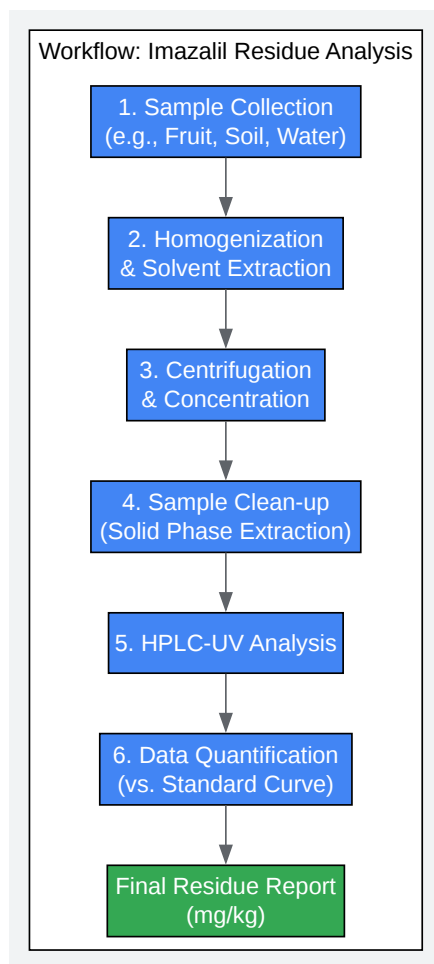 Workflow: Imazalil Residue Analysis
1. Sample Collection
(e.g., Fruit, Soil, Water)
2. Homogenization
& Solvent Extraction
3. Centrifugation
& Concentration
4. Sample Clean-up
(Solid Phase Extraction)
5. HPLC-UV Analysis
6. Data Quantification
(vs. Standard Curve)
Final Residue Report
(mg/kg)